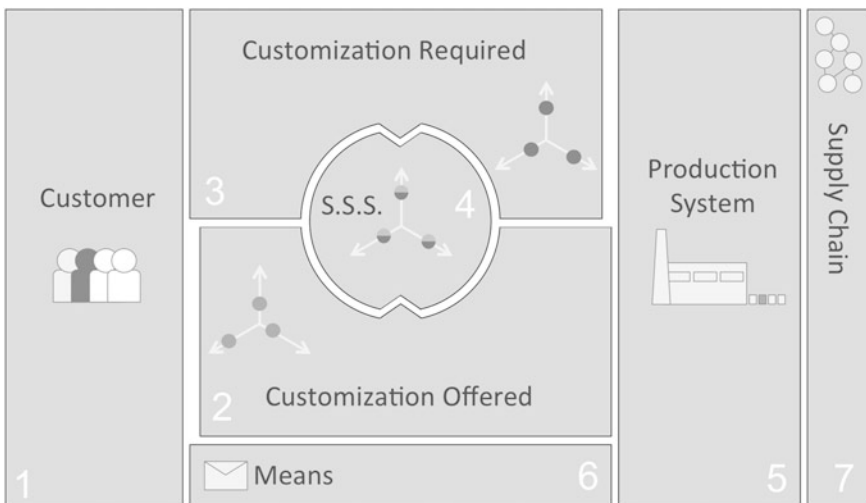 Customization Required
3
Customer
S.S.S.
4
Production
System
Supply Chain
2
Customization Offered
1
Means
6
5
7